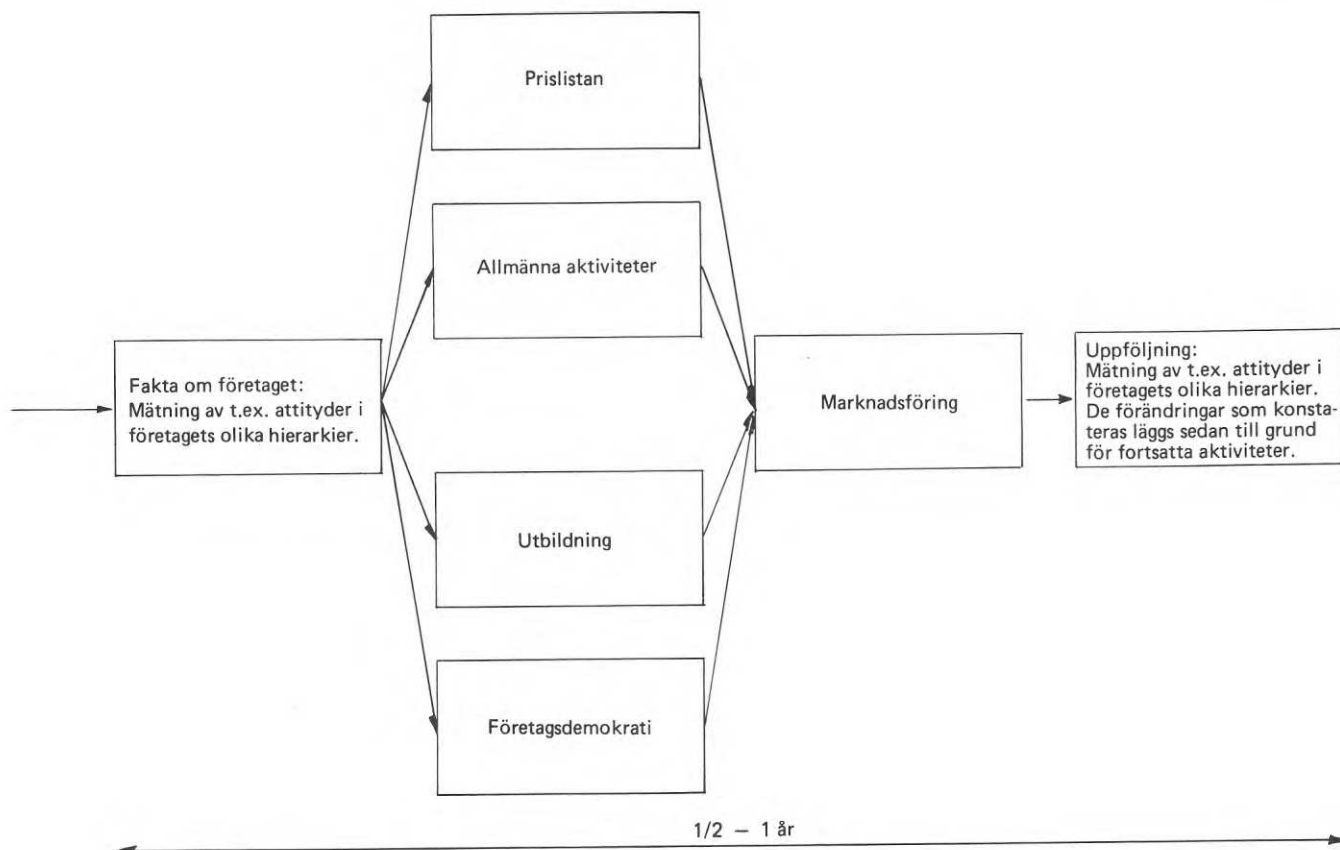 Prislistan
Allmänna aktiviteter
Fakta om företaget:
Mätning av t.ex. attityder i
företagets olika hierarkier.
Marknadsföring
Uppföljning:
Mätning av t.ex. attityder i
företagets olika hierarkier.
De förändringar som konsta-
teras läggs sedan till grund
för fortsatta aktiviteter.
Utbildning
Företagsdemokrati
1/2 – 1 år